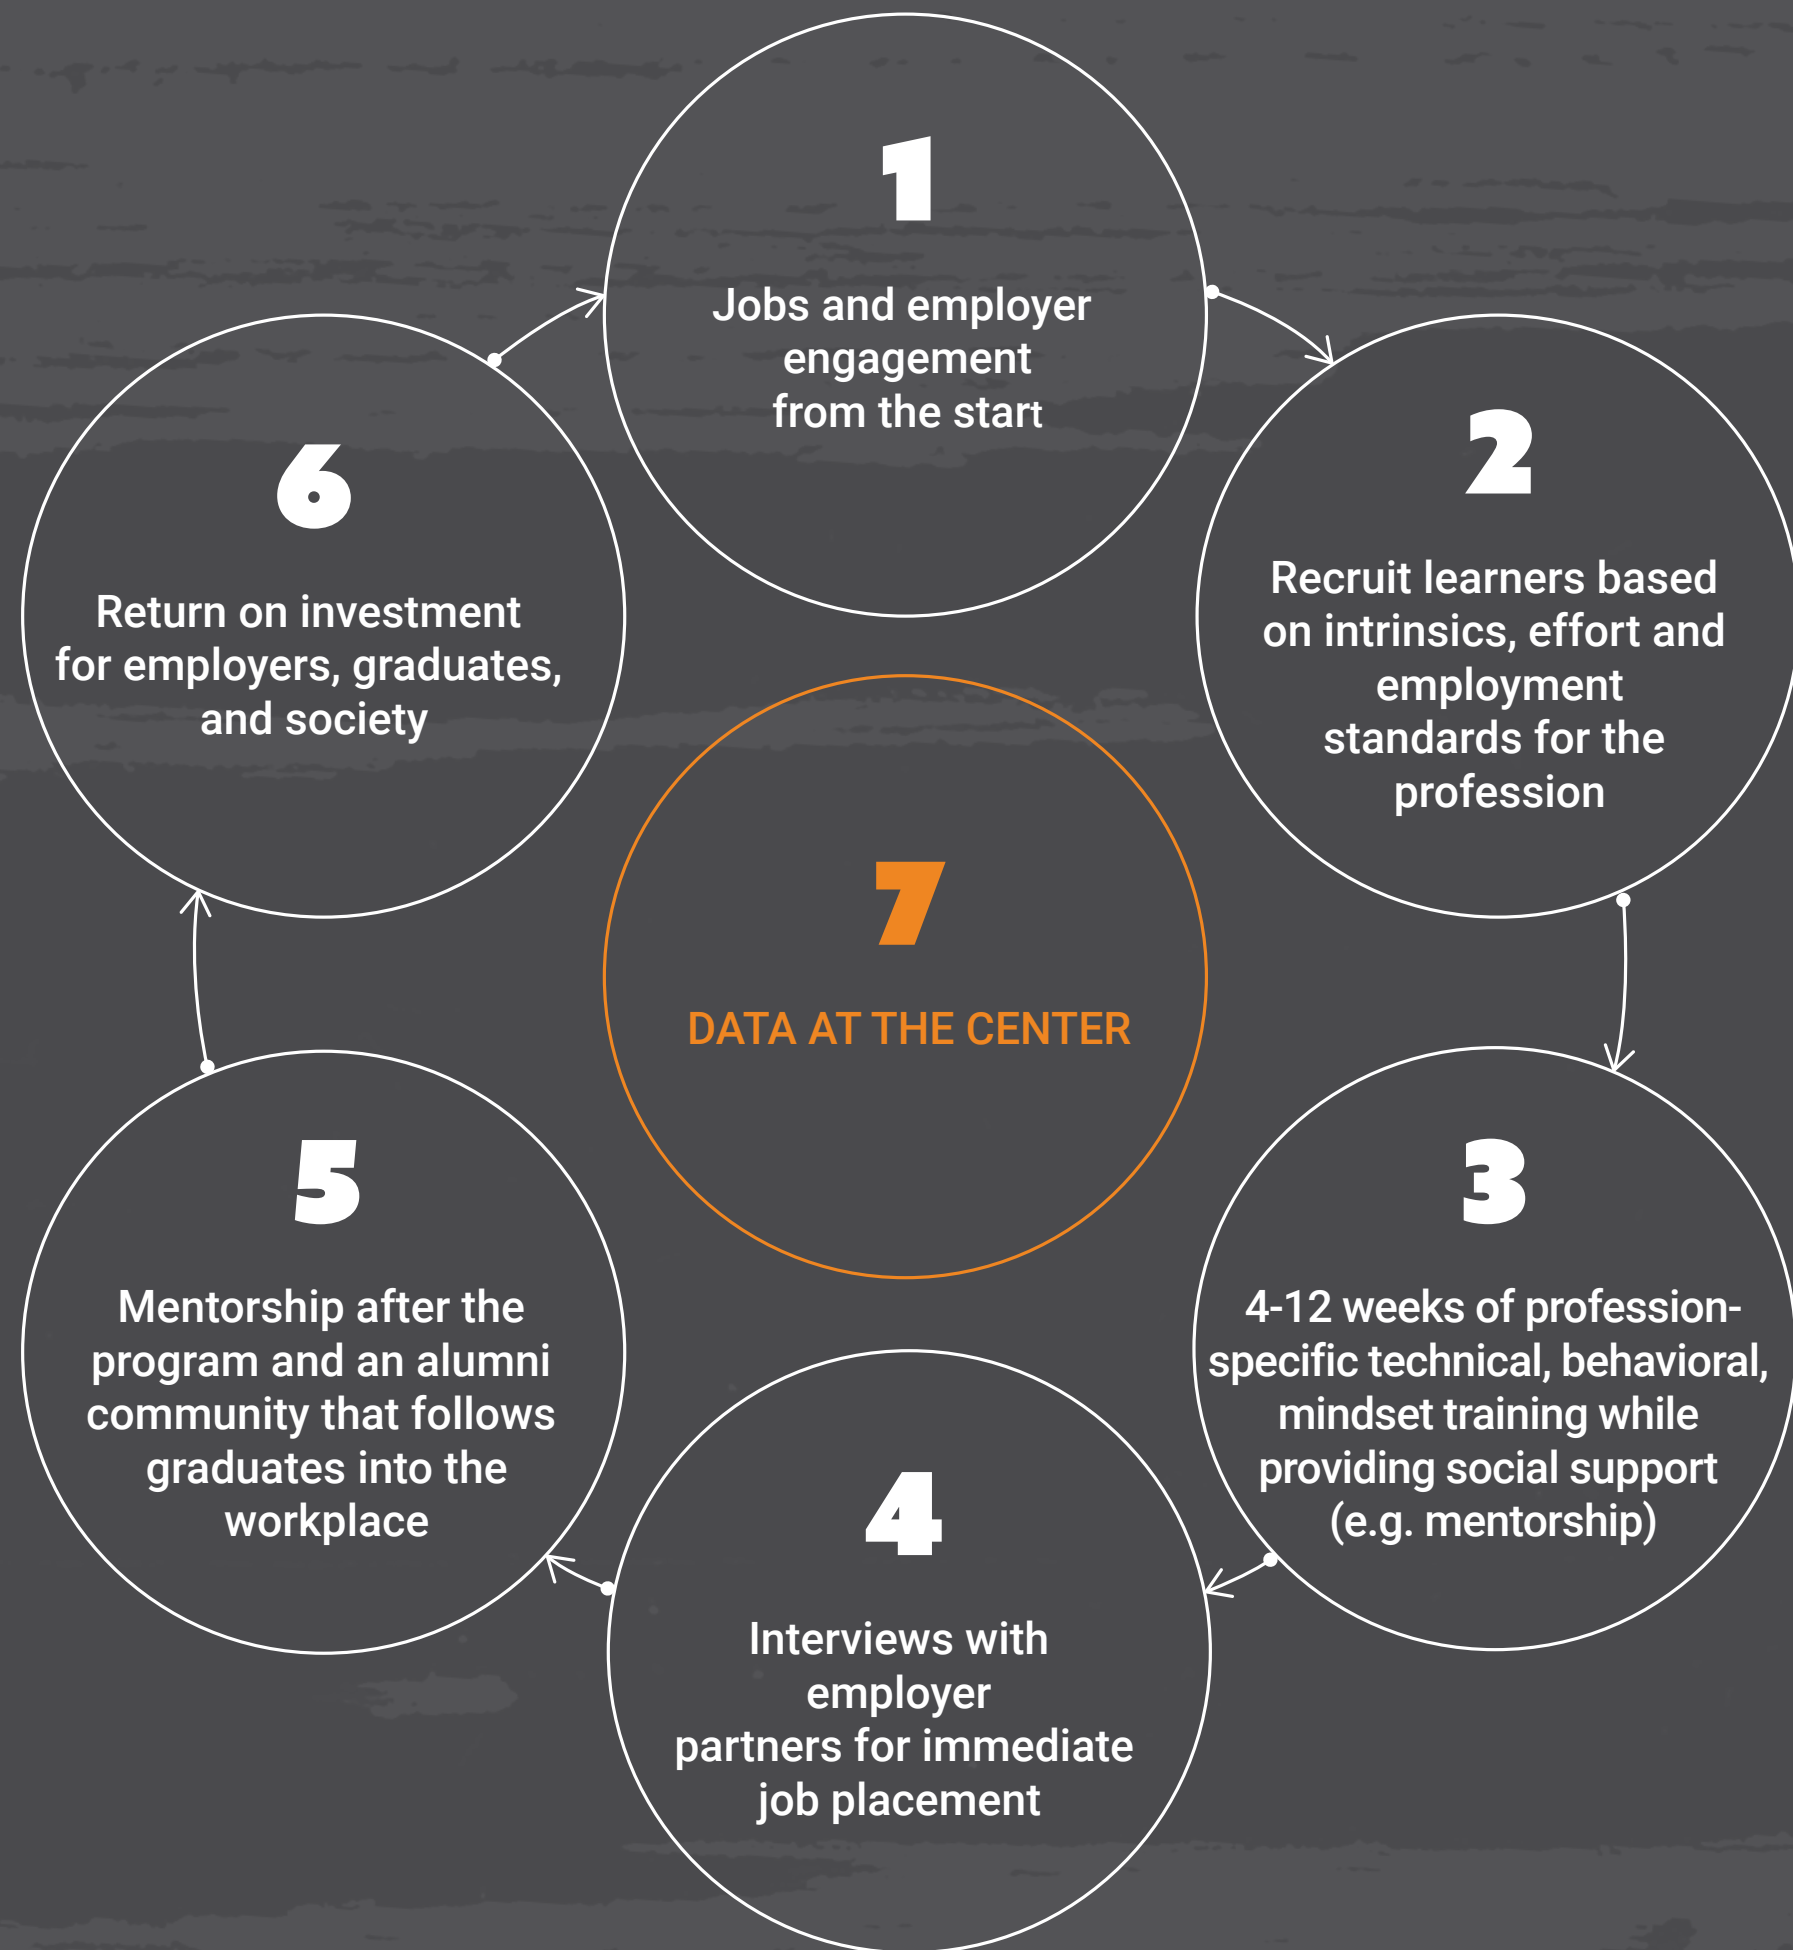 1
Jobs and employer
engagement
from the start
2
Recruit learners based
on intrinsics, effort and
employment
standards for the
profession
3
4-12 weeks of profession-
specific technical, behavioral,
mindset training while
providing social support
(e.g. mentorship)
4
Interviews with
employer
partners for immediate
job placement
5
Mentorship after the
program and an alumni
community that follows
graduates into the
workplace
6
Return on investment
for employers, graduates,
and society
7
DATA AT THE CENTER